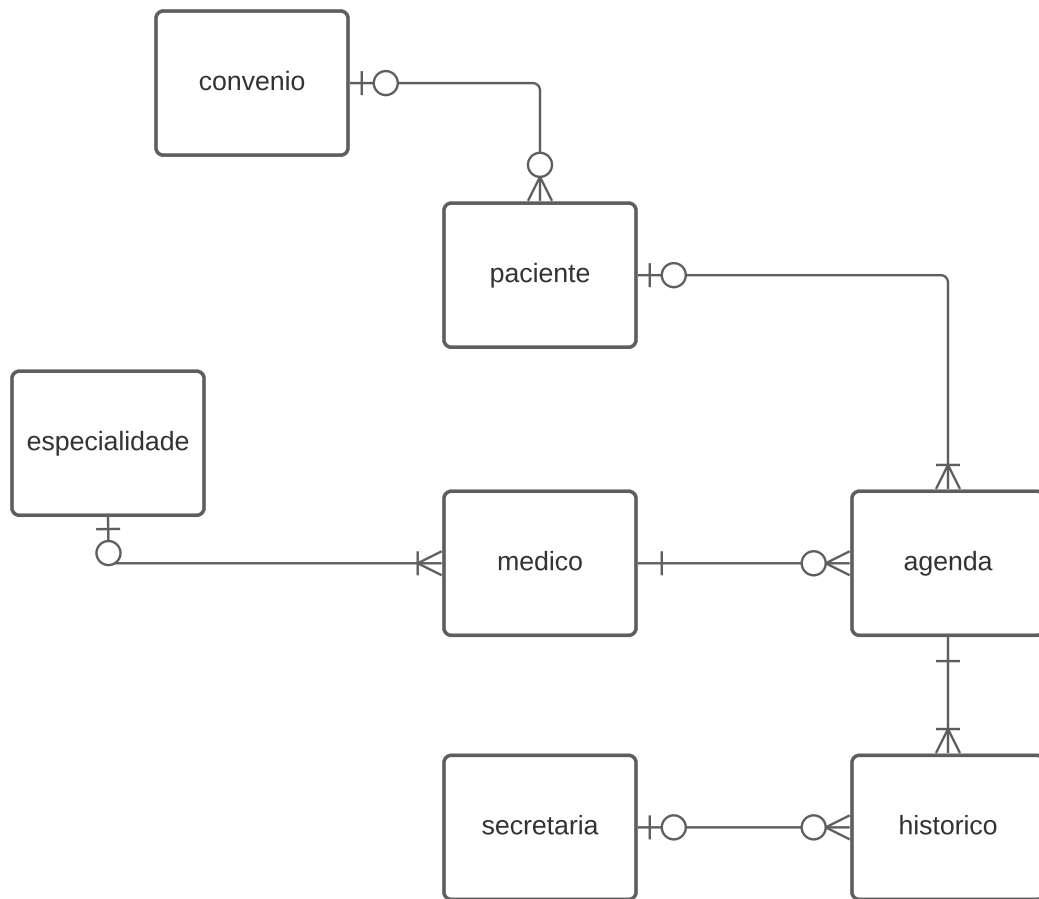 convenio
paciente
especialidade
medico
agenda
secretaria
historico